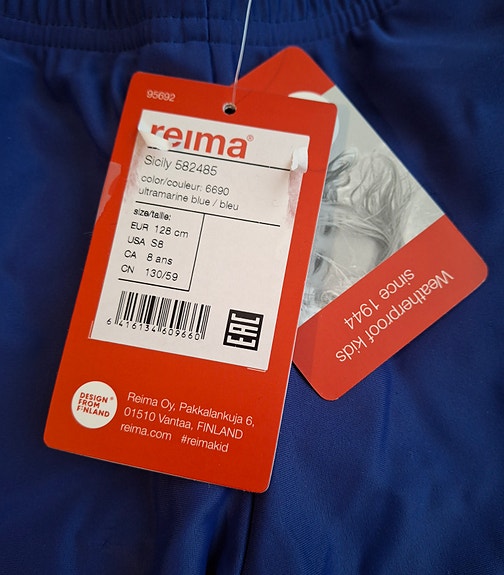 95692
reima®
Sicily 582485
color/couleur: 6690
ultramarine blue / bleu
size/taille:
EUR 128 cm
USA S8
CA 8 ans
CN 130/59
6 416134 609660
EAC
DESIGN
FROM
FINLAND
Reima Oy, Pakkalankuja 6,
01510 Vantaa, FINLAND
reima.com #reimakid
Weatherproof kids
since 1944